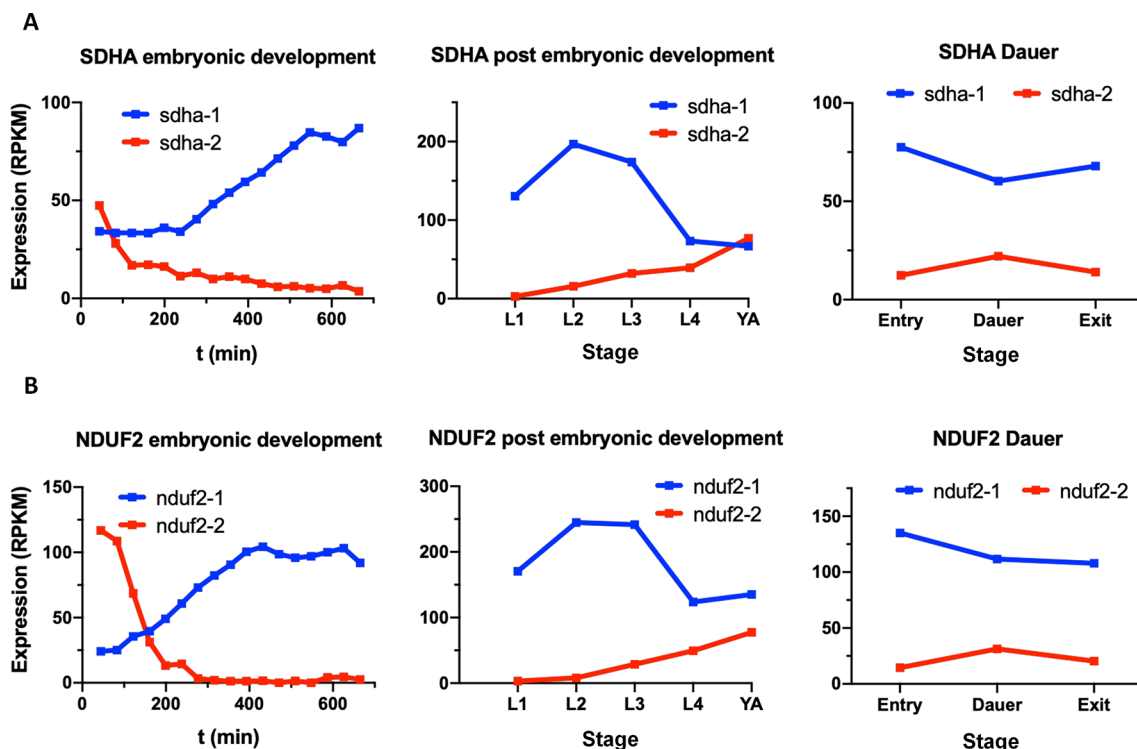 A
SDHA embryonic development
Expression (RPKM)
100
50
0
sdha-1
sdha-2
0 200 400 600
t (min)
SDHA post embryonic development
200
100
0
sdha-1
sdha-2
L1 L2 L3 L4 YA
Stage
SDHA Dauer
100
50
0
sdha-1 sdha-2
Entry Dauer Exit
Stage
B
NDUF2 embryonic development
Expression (RPKM)
150
100
50
0
nduf2-1
nduf2-2
0 200 400 600
t (min)
NDUF2 post embryonic development
300
200
100
0
nduf2-1
nduf2-2
L1 L2 L3 L4 YA
Stage
NDUF2 Dauer
150
100
50
0
nduf2-1 nduf2-2
Entry Dauer Exit
Stage